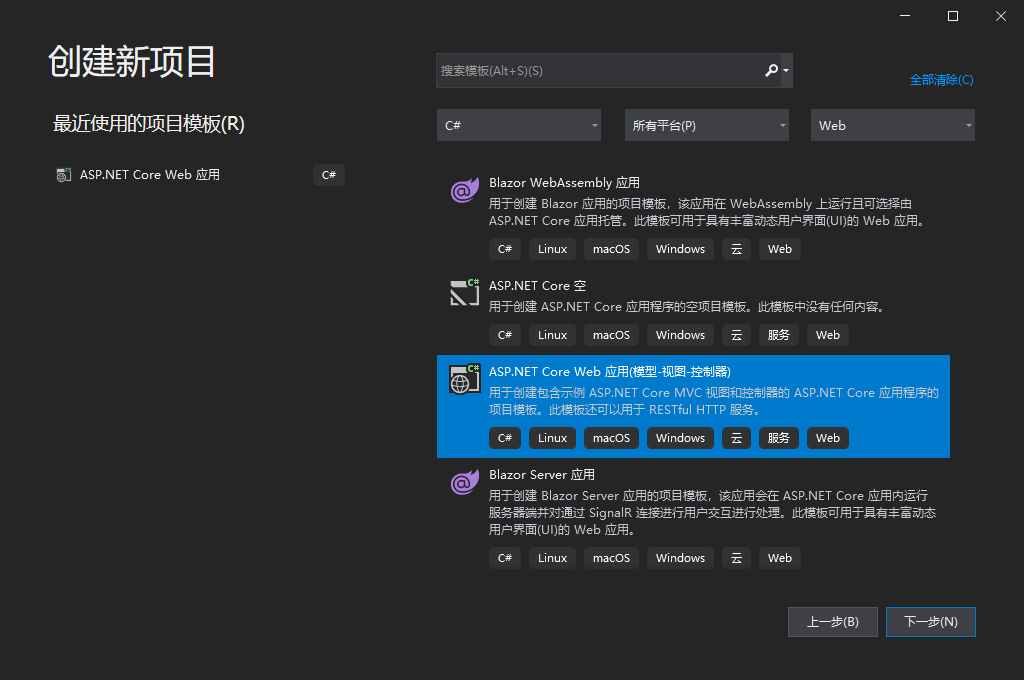 创建新项目
搜索模板(Alt+S)(S)
全部清除(C)
最近使用的项目模板(R)
C#
所有平台(P)
Web
ASP.NET Core Web 应用
C#
Blazor WebAssembly 应用
用于创建 Blazor 应用的项目模板，该应用在 WebAssembly 上运行且可选择由
ASP.NET Core 应用托管。此模板可用于具有丰富动态用户界面(UI)的 Web 应用。
C# Linux macOS Windows 云 Web
ASP.NET Core 空
用于创建 ASP.NET Core 应用程序的空项目模板。此模板中没有任何内容。
C# Linux macOS Windows 云 服务 Web
ASP.NET Core Web 应用(模型-视图-控制器)
用于创建包含示例 ASP.NET Core MVC 视图和控制器的 ASP.NET Core 应用程序的
项目模板。此模板还可以用于 RESTful HTTP 服务。
C# Linux macOS Windows 云 服务 Web
Blazor Server 应用
用于创建 Blazor Server 应用的项目模板，该应用会在 ASP.NET Core 应用内运行
服务器端并对通过 SignalR 连接进行用户交互进行处理。此模板可用于具有丰富动态
用户界面(UI)的 Web 应用。
C# Linux macOS Windows 云 Web
上一步(B)
下一步(N)